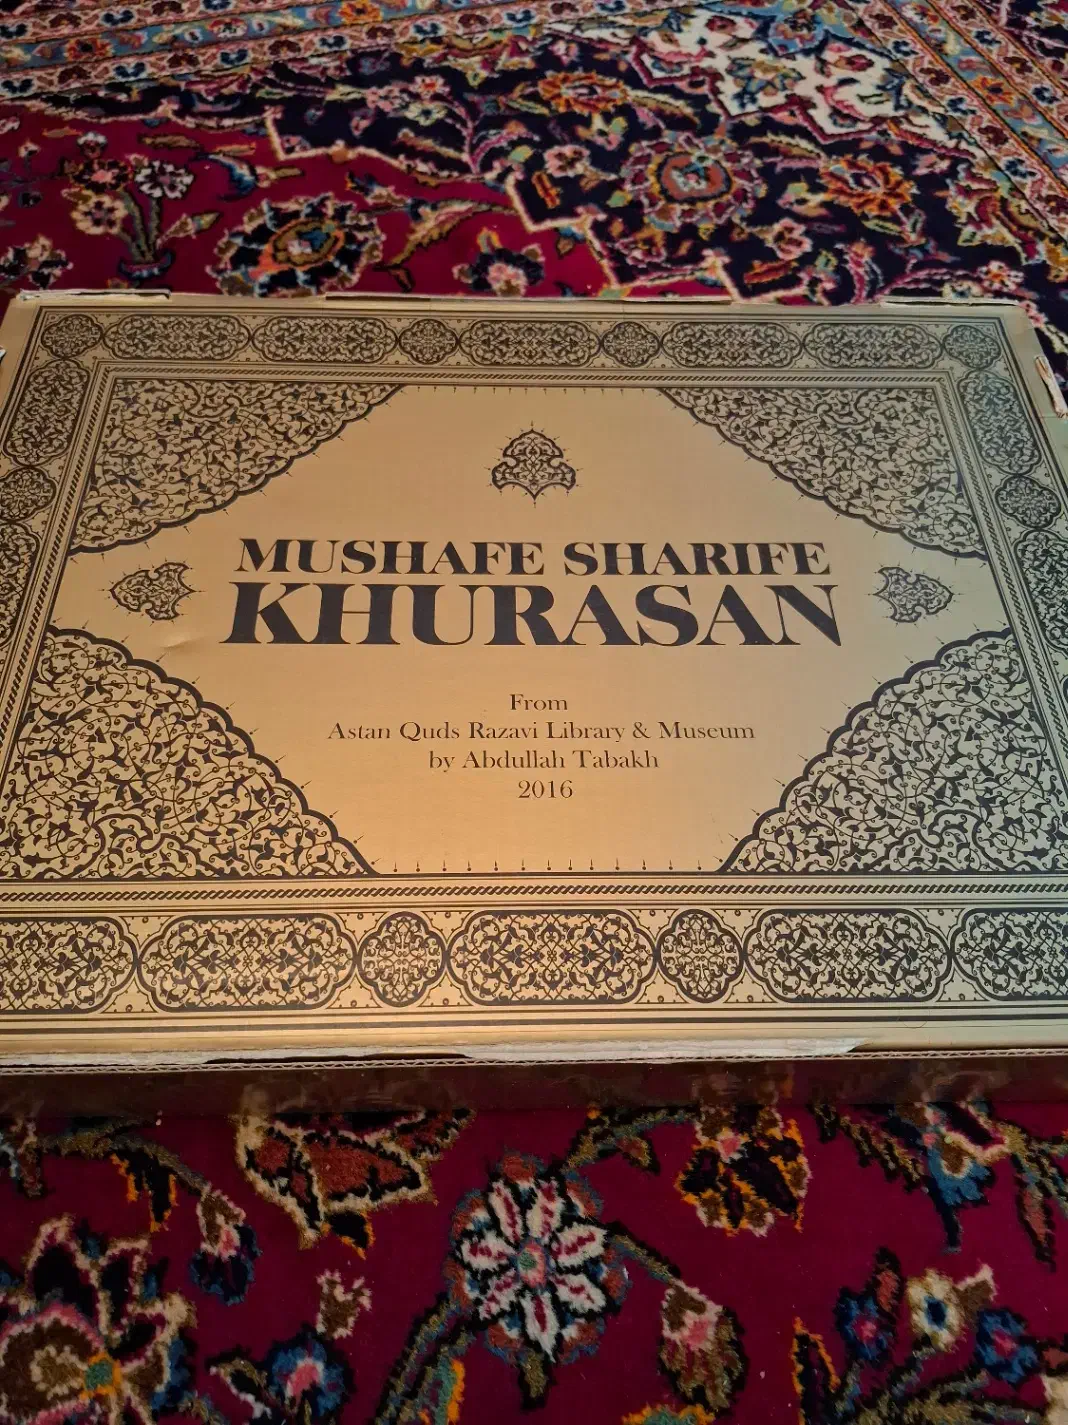 MUSHAFE SHARIFE
KHURASAN
From
Astan Quds Razavi Library & Museum
by Abdullah Tabakh
2016